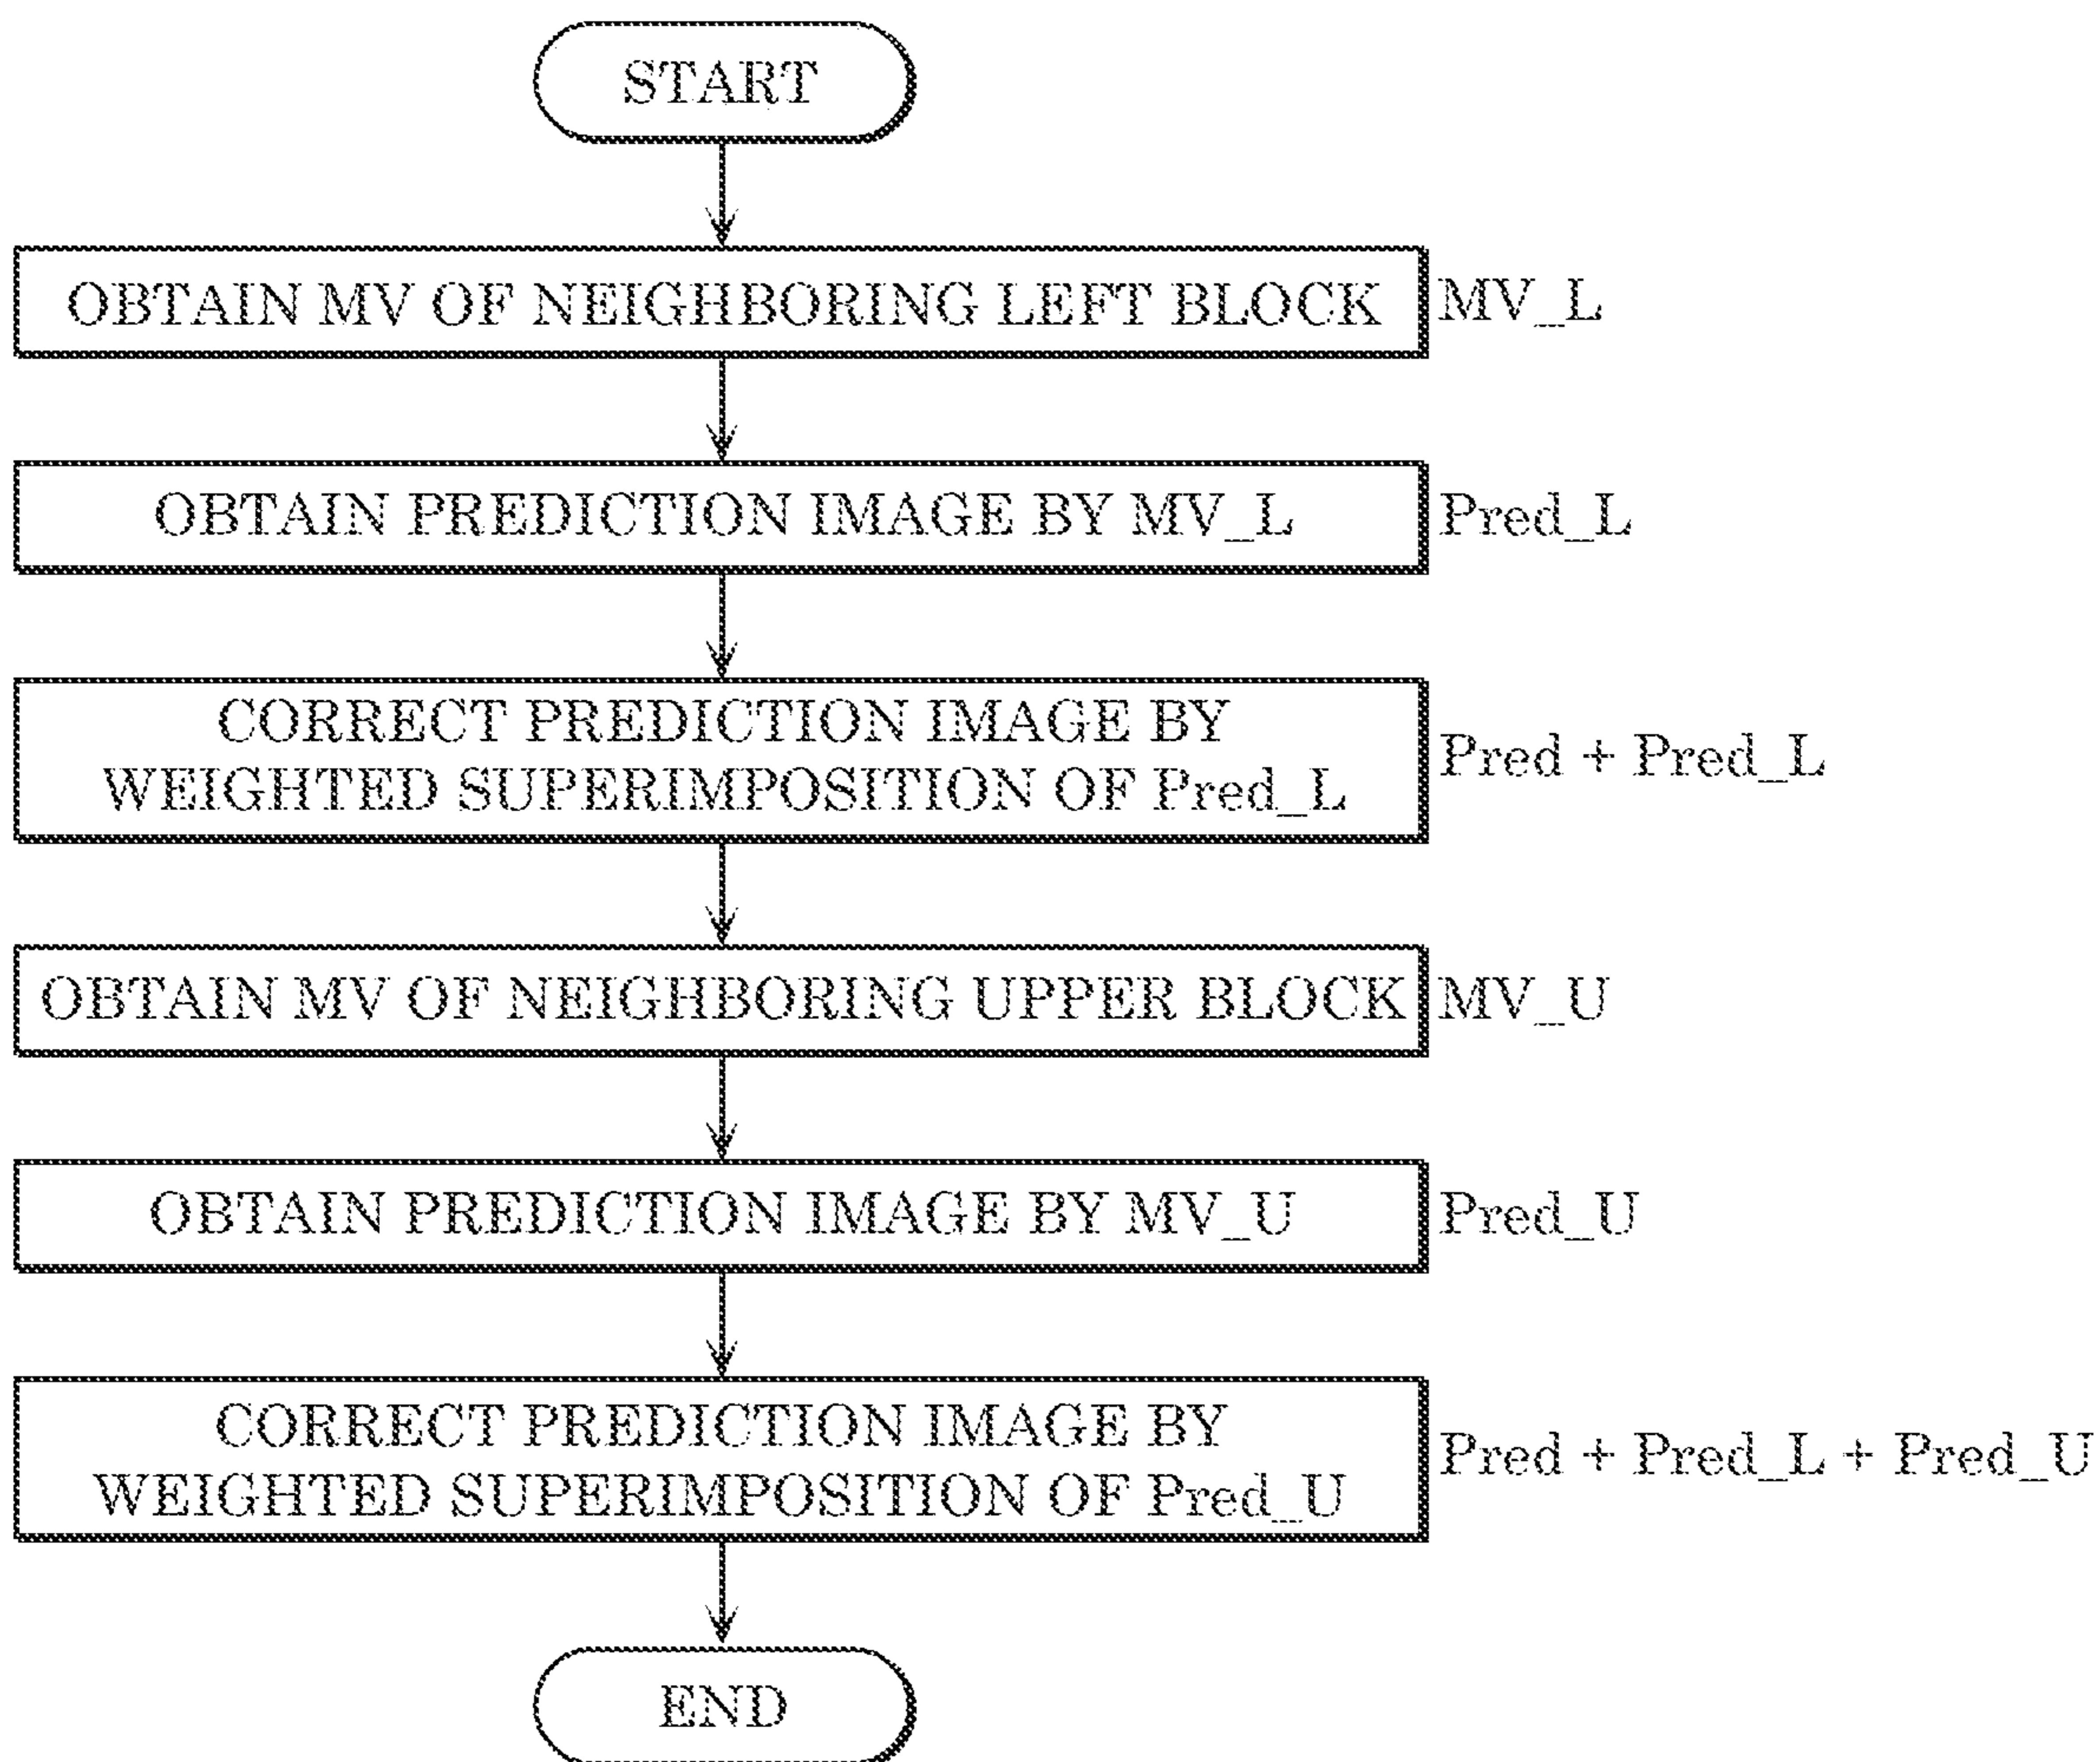 START
OBTAIN MV OF NEIGHBORING LEFT BLOCK
MV_L
OBTAIN PREDICTION IMAGE BY MV_L
Pred_L
CORRECT PREDICTION IMAGE BY
WEIGHTED SUPERIMPOSITION OF Pred_L
Pred + Pred_L
OBTAIN MV OF NEIGHBORING UPPER BLOCK
MV_U
OBTAIN PREDICTION IMAGE BY MV_U
Pred_U
CORRECT PREDICTION IMAGE BY
WEIGHTED SUPERIMPOSITION OF Pred_U
Pred + Pred_L + Pred_U
END